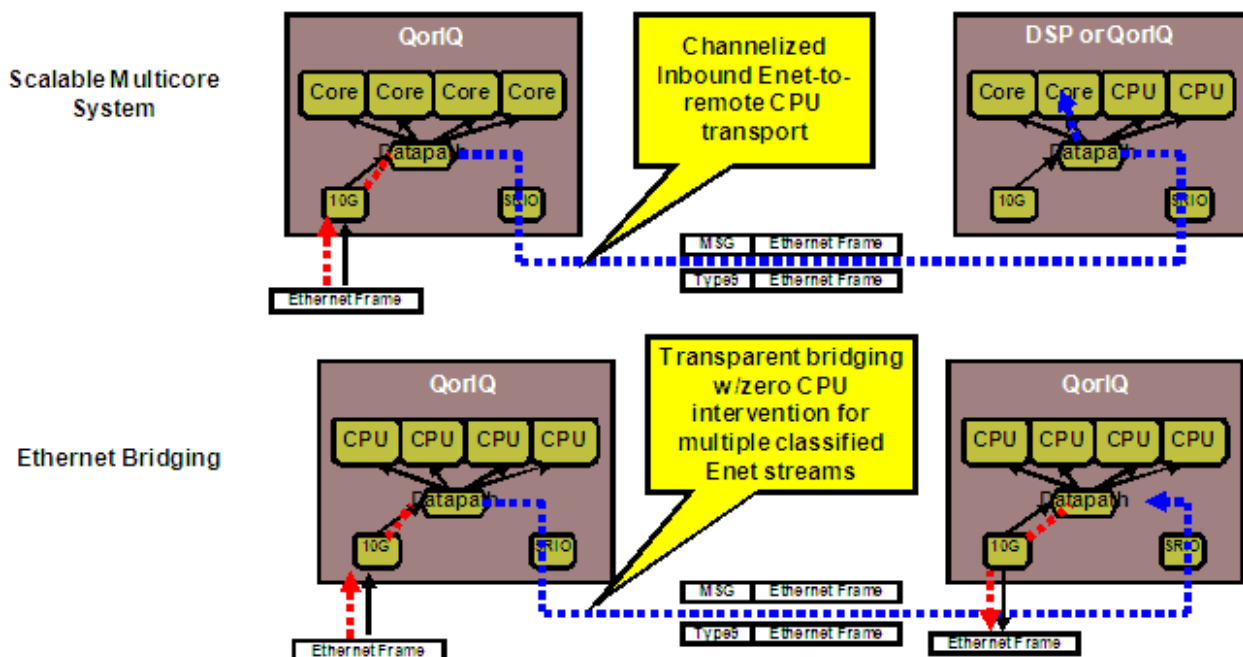 Scalable Multicore
System
QorIQ
Core Core Core Core
Datapath
10G
SRIO
Ethernet Frame
Channelized
Inbound Enet-to-
remote CPU
transport
MSG Ethernet Frame
Type9 Ethernet Frame
DSP or QorIQ
Core Core CPU CPU
Datapath
10G
SRIO
Ethernet Bridging
QorIQ
CPU CPU CPU CPU
Datapath
10G
SRIO
Ethernet Frame
Transparent bridging
w/zero CPU
intervention for
multiple classified
Enet streams
MSG Ethernet Frame
Type9 Ethernet Frame
QorIQ
CPU CPU CPU CPU
Datapath
10G
SRIO
Ethernet Frame